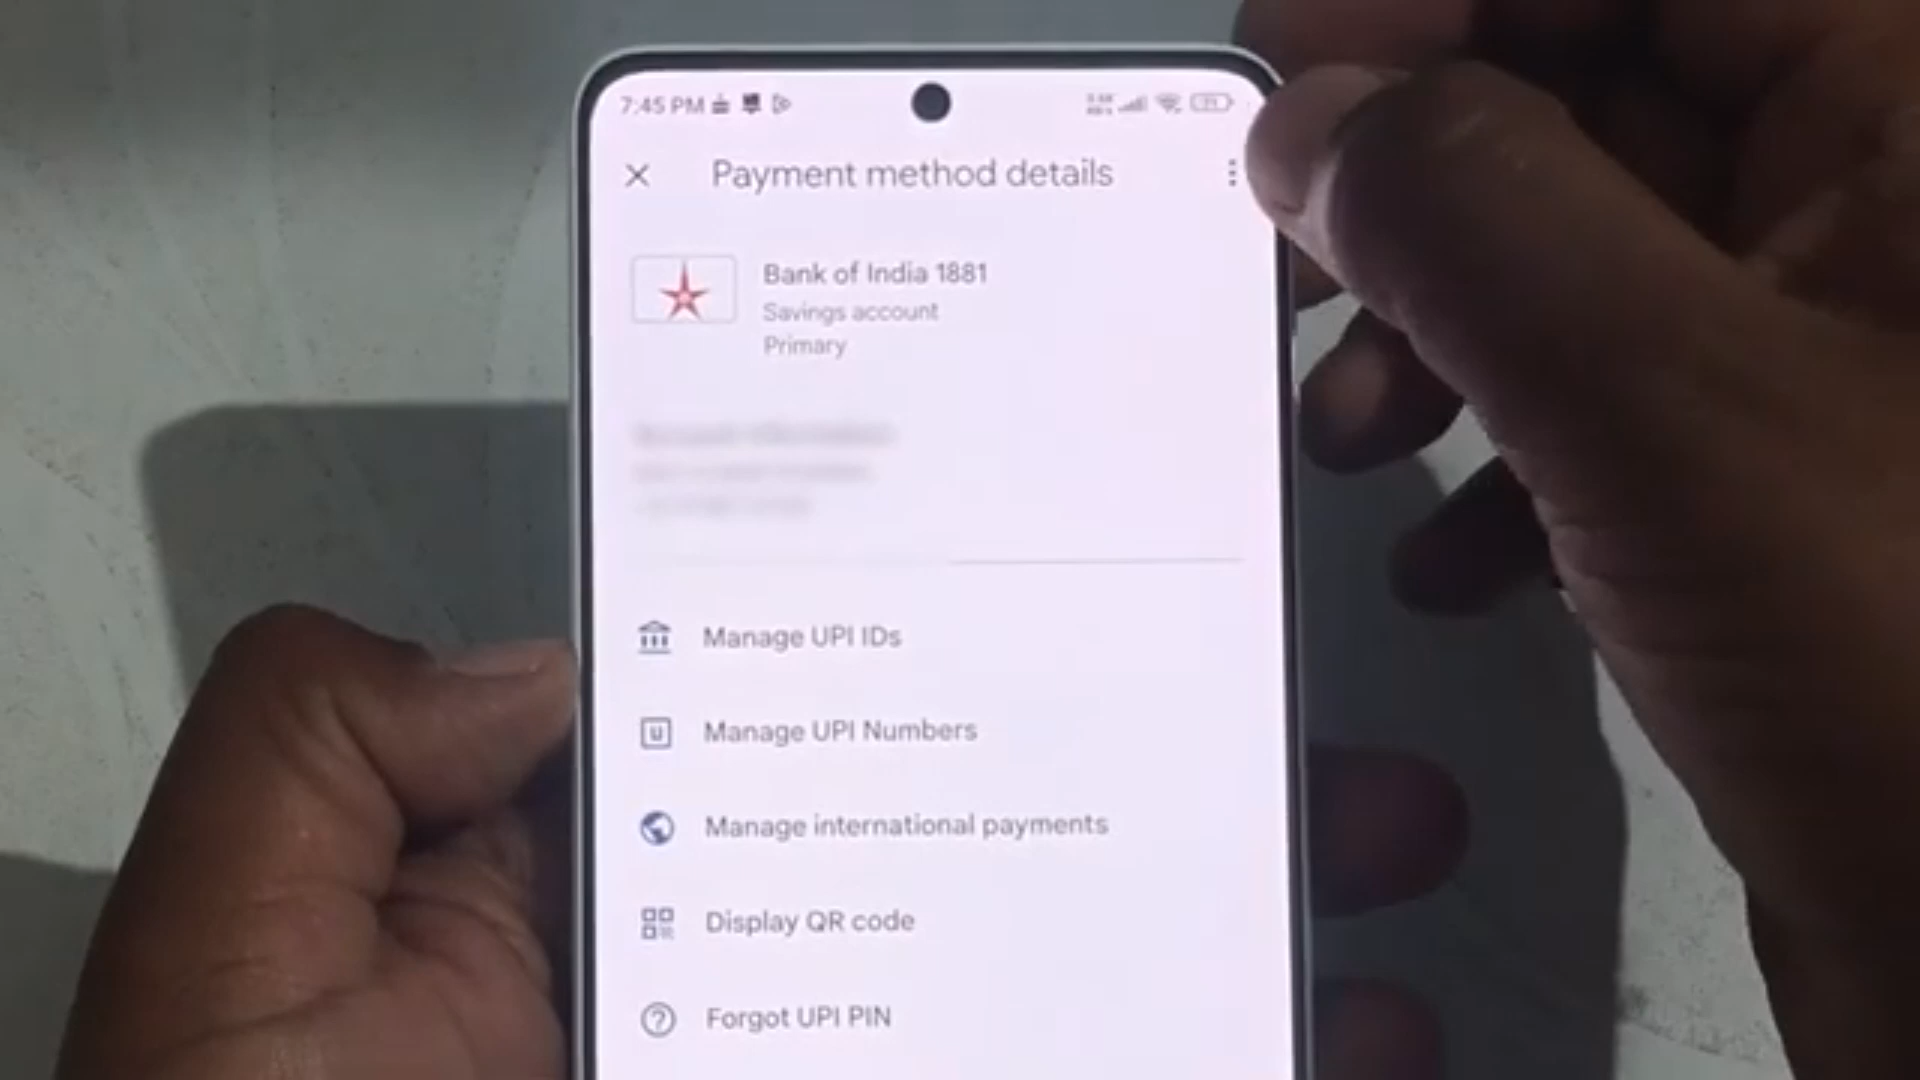 7:45 PM
Payment method details
Bank of India 1881
Savings account
Primary
Manage UPI IDs
Manage UPI Numbers
Manage international payments
Display QR code
Forgot UPI PIN